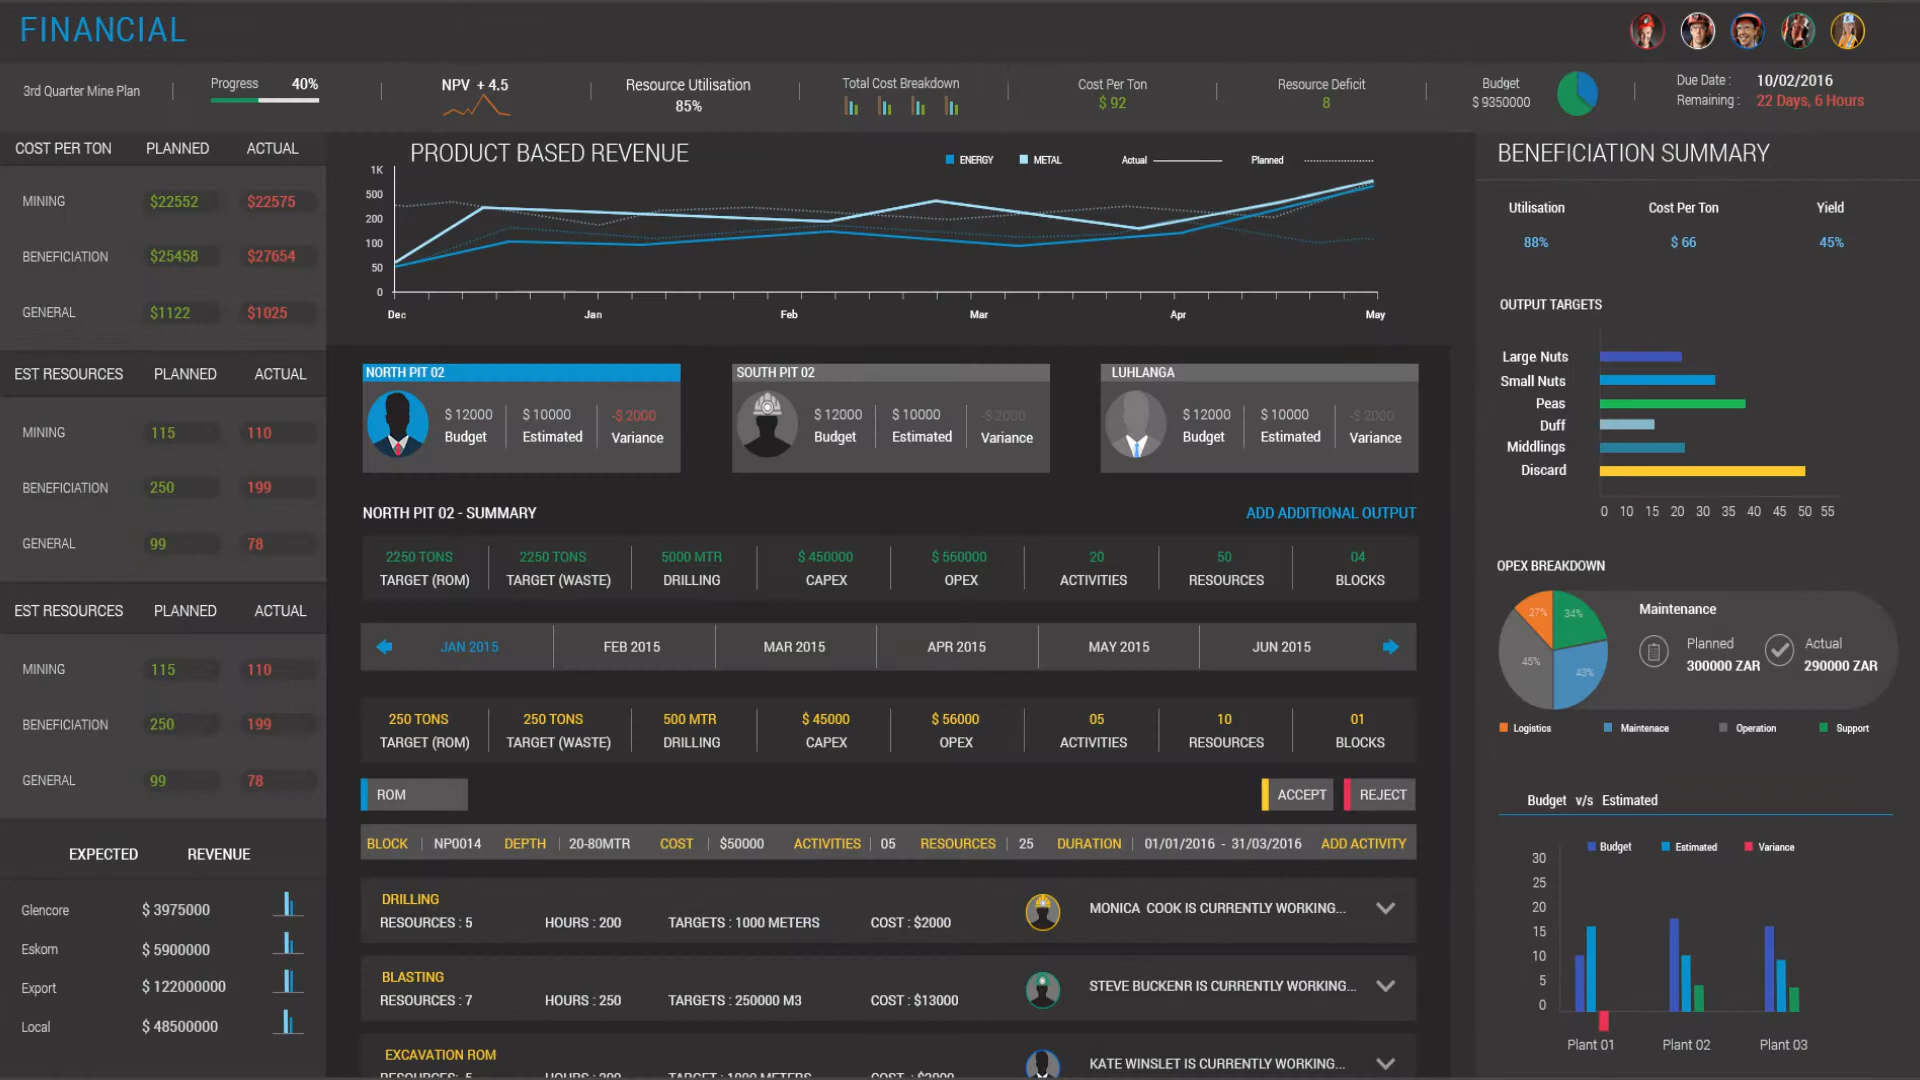 FINANCIAL
3rd Quarter Mine Plan
Progress 40%
NPV + 4.5
Resource Utilisation
85%
Total Cost Breakdown
Cost Per Ton
$ 92
Resource Deficit
8
Budget
$ 9350000
Due Date : 10/02/2016
Remaining : 22 Days, 6 Hours
COST PER TON PLANNED ACTUAL
MINING $22552 $22575
BENEFICIATION $25458 $27654
GENERAL $1122 $1025
EST RESOURCES PLANNED ACTUAL
MINING 115 110
BENEFICIATION 250 199
GENERAL 99 78
EST RESOURCES PLANNED ACTUAL
MINING 115 110
BENEFICIATION 250 199
GENERAL 99 78
EXPECTED REVENUE
Glencore $ 3975000
Eskom $ 5900000
Export $ 122000000
Local $ 48500000
PRODUCT BASED REVENUE
ENERGY METAL Actual Planned
1K
500
200
100
50
0
Dec Jan Feb Mar Apr May
NORTH PIT 02
$ 12000 $ 10000 -$ 2000
Budget Estimated Variance
SOUTH PIT 02
$ 12000 $ 10000 -$ 2000
Budget Estimated Variance
LUHLANGA
$ 12000 $ 10000 -$ 2000
Budget Estimated Variance
NORTH PIT 02 - SUMMARY ADD ADDITIONAL OUTPUT
2250 TONS 2250 TONS 5000 MTR $ 450000 $ 560000 20 50 04
TARGET (ROM) TARGET (WASTE) DRILLING CAPEX OPEX ACTIVITIES RESOURCES BLOCKS
JAN 2015 FEB 2015 MAR 2015 APR 2015 MAY 2015 JUN 2015
250 TONS 250 TONS 500 MTR $ 45000 $ 56000 05 10 01
TARGET (ROM) TARGET (WASTE) DRILLING CAPEX OPEX ACTIVITIES RESOURCES BLOCKS
ROM ACCEPT REJECT
BLOCK NP0014 DEPTH 20-80MTR COST $50000 ACTIVITIES 05 RESOURCES 25 DURATION 01/01/2016 - 31/03/2016 ADD ACTIVITY
DRILLING
RESOURCES : 5 HOURS : 200 TARGETS : 1000 METERS COST : $2000
MONICA COOK IS CURRENTLY WORKING...
BLASTING
RESOURCES : 7 HOURS : 250 TARGETS : 250000 M3 COST : $13000
STEVE BUCKENR IS CURRENTLY WORKING...
EXCAVATION ROM
RESOURCES: 5 HOURS : 200 TARGET : 1000 METERS COST : $2000
KATE WINSLET IS CURRENTLY WORKING...
BENEFICIATION SUMMARY
Utilisation Cost Per Ton Yield
88% $ 66 45%
OUTPUT TARGETS
Large Nuts
Small Nuts
Peas
Duff
Middlings
Discard
0 10 15 20 30 35 40 45 50 55
OPEX BREAKDOWN
27% 34%
45% 43%
Maintenance
Planned
300000 ZAR
Actual
290000 ZAR
Logistics Maintenace Operation Support
Budget v/s Estimated
Budget Estimated Variance
30
25
20
15
10
5
0
Plant 01 Plant 02 Plant 03